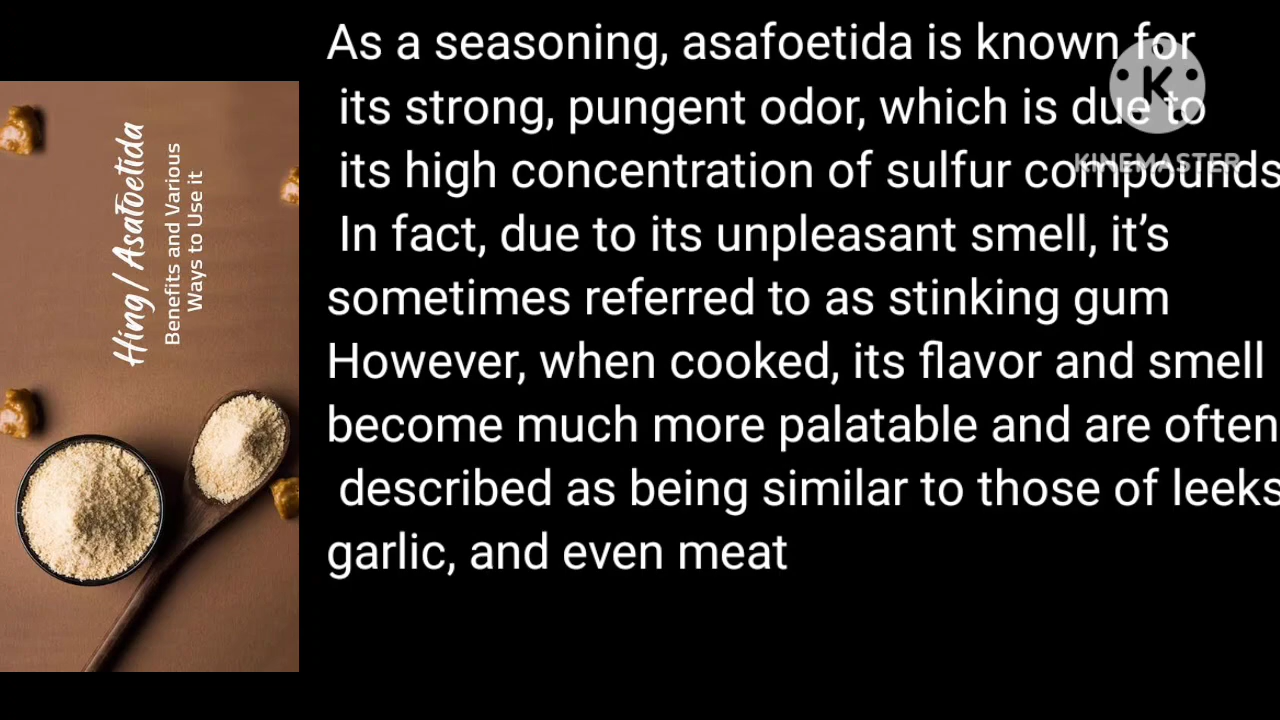 As a seasoning, asafoetida is known for
its strong, pungent odor, which is due to
its high concentration of sulfur compounds
In fact, due to its unpleasant smell, it’s
sometimes referred to as stinking gum
However, when cooked, its flavor and smell
become much more palatable and are often
described as being similar to those of leeks
garlic, and even meat
Hing/Asafoetida
Benefits and Various
Ways to Use it
K
KINEMASTER